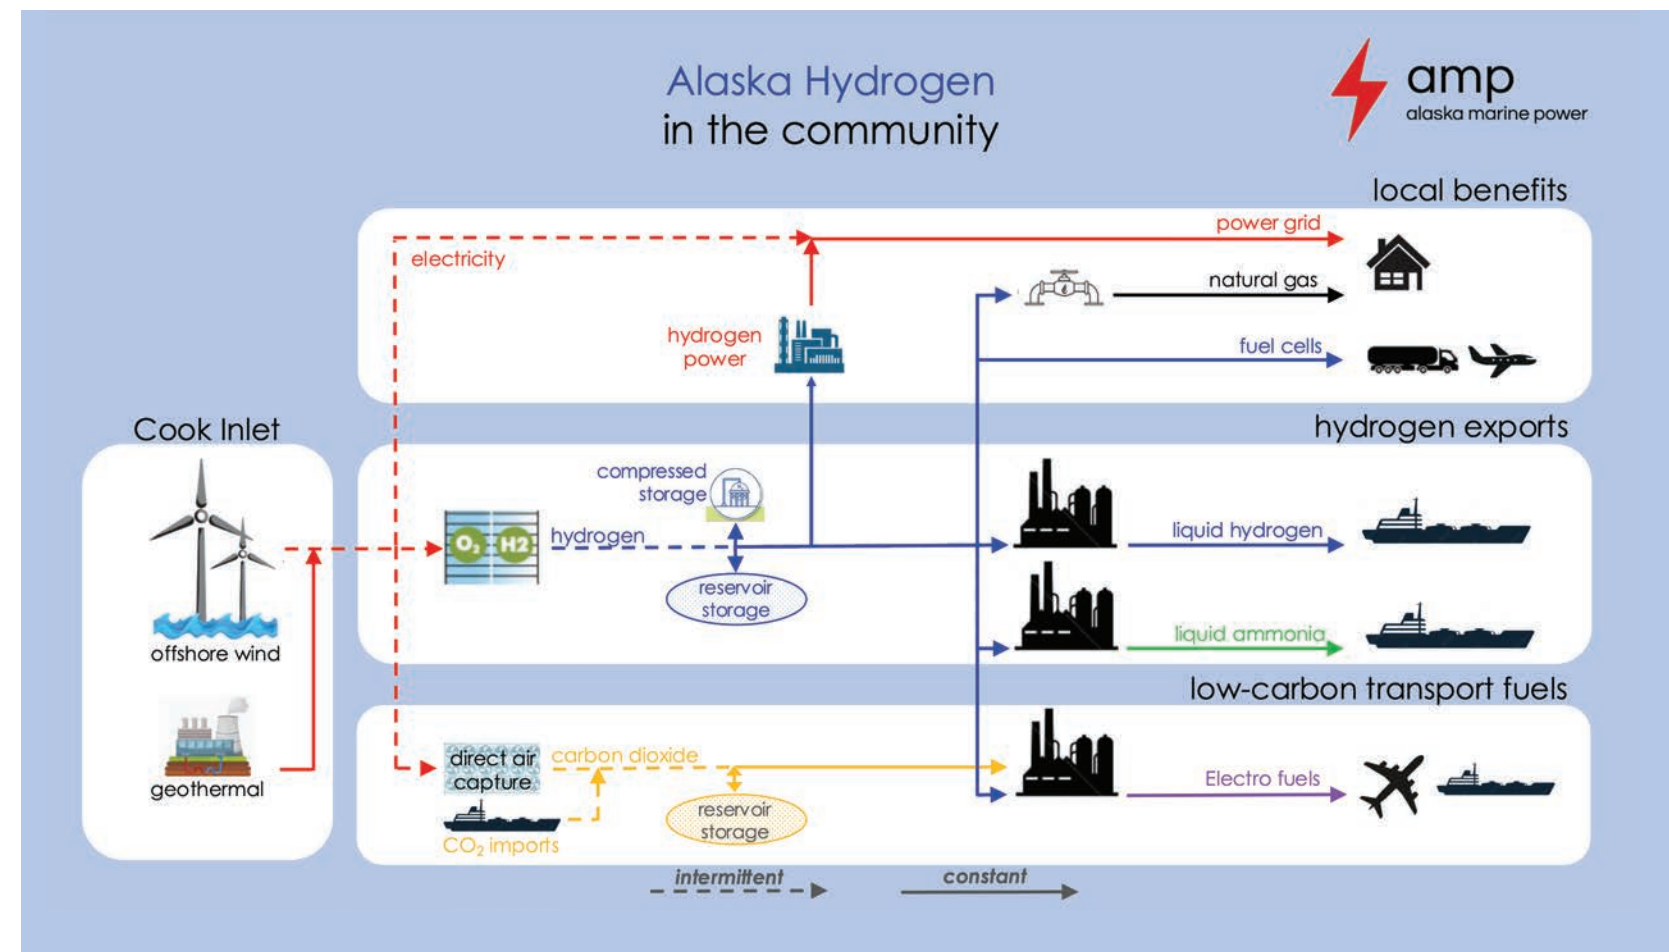 Alaska Hydrogen
in the community
amp
alaska marine power
local benefits
power grid
electricity
natural gas
hydrogen
power
fuel cells
Cook Inlet
hydrogen exports
compressed
storage
O₂ H2
hydrogen
liquid hydrogen
reservoir
storage
liquid ammonia
offshore wind
low-carbon transport fuels
direct air
capture
carbon dioxide
Electro fuels
geothermal
reservoir
storage
CO₂ imports
intermittent
constant